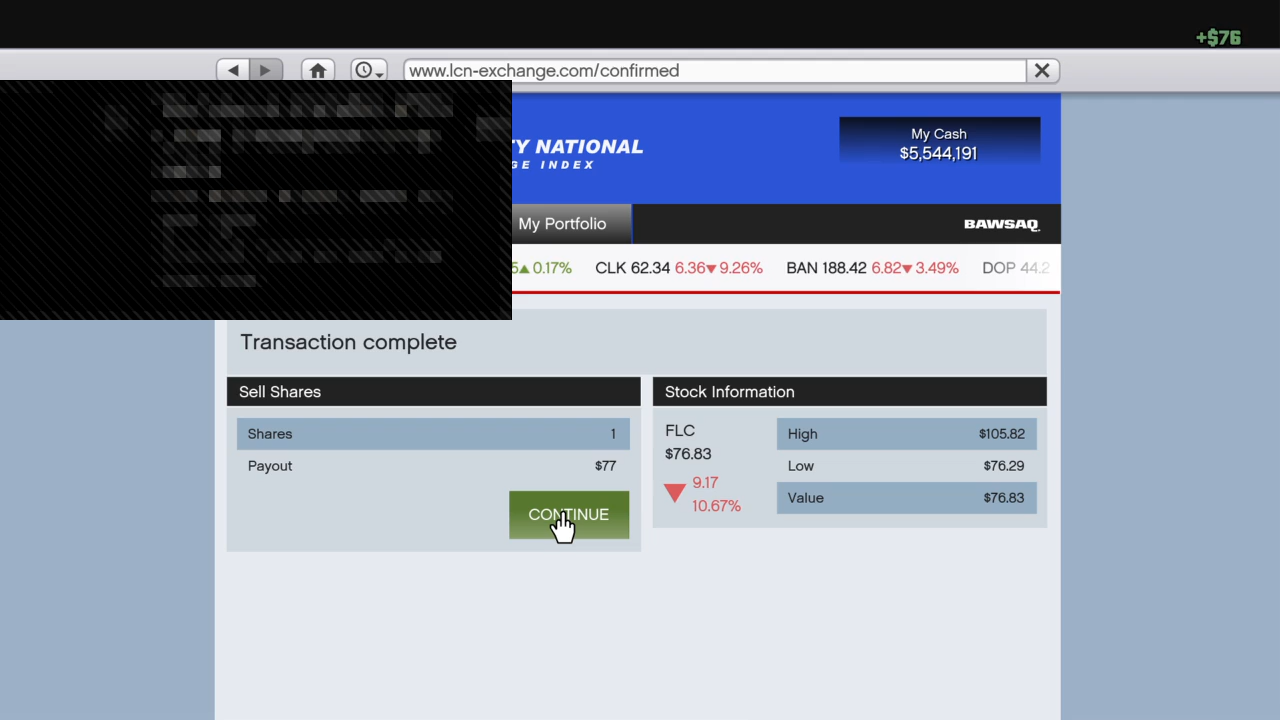 +$76
www.lcn-exchange.com/confirmed
My Cash
$5,544,191
NATIONAL
INDEX
My Portfolio
BAWSAQ
0.17% CLK 62.34 6.36 9.26% BAN 188.42 6.82 3.49% DOP 44.2
Transaction complete
Sell Shares
Shares 1
Payout $77
CONTINUE
Stock Information
FLC
$76.83
9.17
10.67%
High $105.82
Low $76.29
Value $76.83